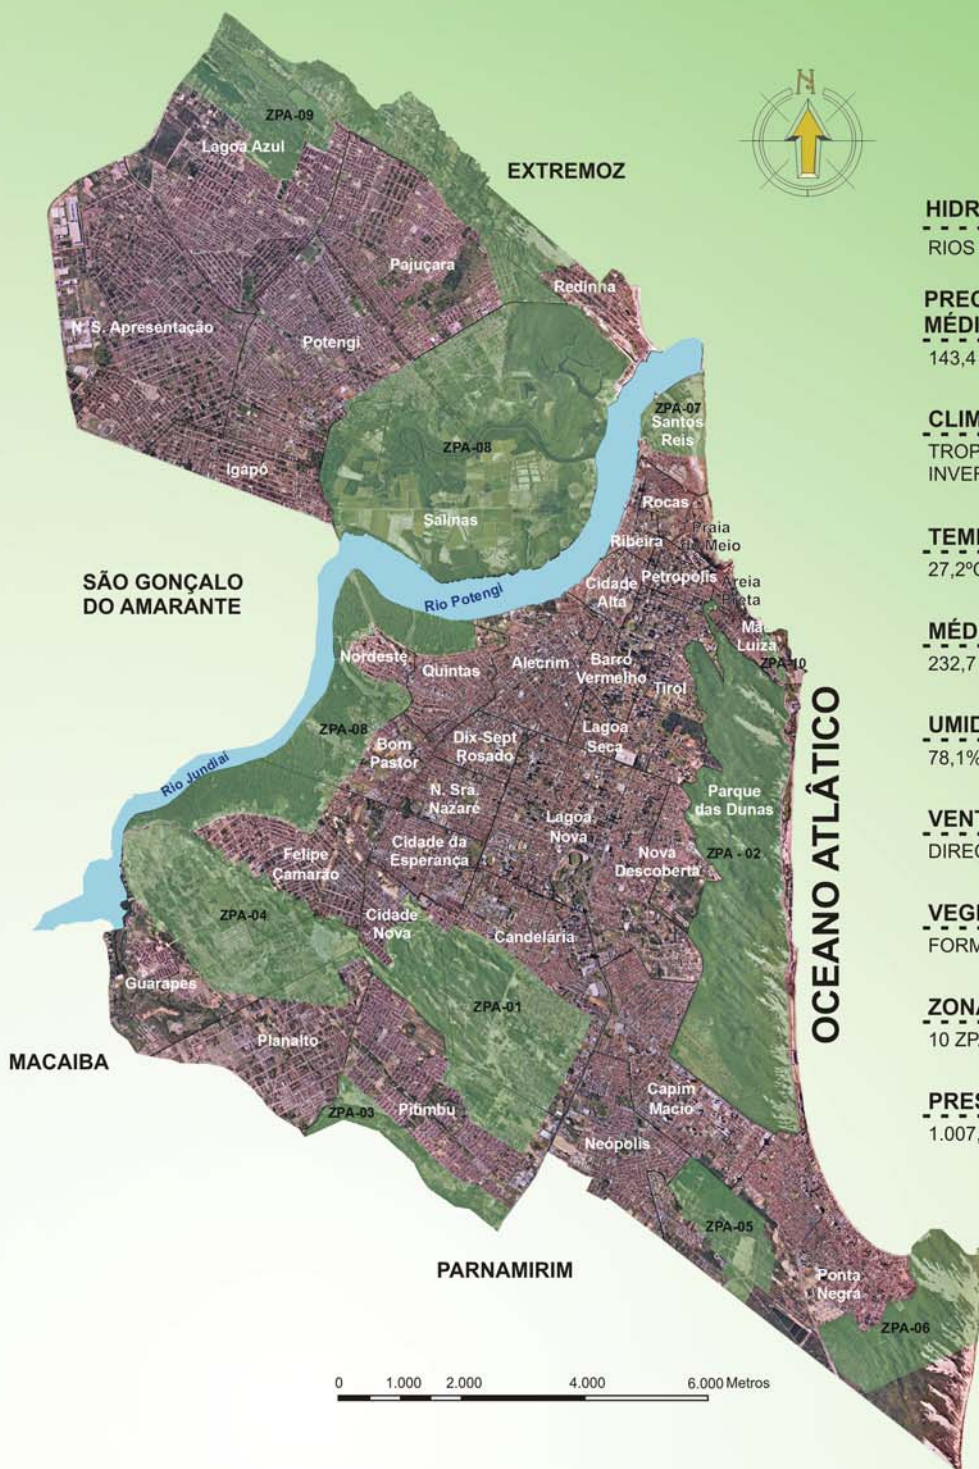 N
ZPA-09
Lagoa Azul
EXTREMOZ
Pajuçara
Redinha
N. S. Apresentação
Potengi
ZPA-07
Santos
Reis
ZPA-08
Igapó
Salinas
Rocas
Ribeira
Praia
do Meio
SÃO GONÇALO
DO AMARANTE
Rio Potengi
Cidade
Alta
Petrópolis
Areia
Preta
Mãe
Luiza
ZPA-10
Nordeste
Quintas
Alecrim
Barro
Vermelho
Tirol
ZPA-08
Bom
Pastor
Dix-Sept
Rosado
Lagoa
Seca
Rio Jundiaí
N. Sra.
Nazaré
Parque
das Dunas
Lagoa
Nova
Felipe
Camarão
Cidade da
Esperança
Nova
Descoberta
ZPA - 02
OCEANO ATLÂTICO
ZPA-04
Cidade
Nova
Candelária
Guarapes
ZPA-01
Planalto
MACAIBA
ZPA-03
Pitimbu
Capim
Macio
Neópolis
ZPA-05
PARNAMIRIM
Ponta
Negra
ZPA-06
0 1.000 2.000 4.000 6.000 Metros
HIDR
RIOS
PREC
MÉDI
143,4
CLIM
TROP
INVER
TEMI
27,2ºC
MÉD
232,7
UMID
78,1%
VENT
DIREC
VEGI
FORM
ZONA
10 ZPA
PRES
1.007,